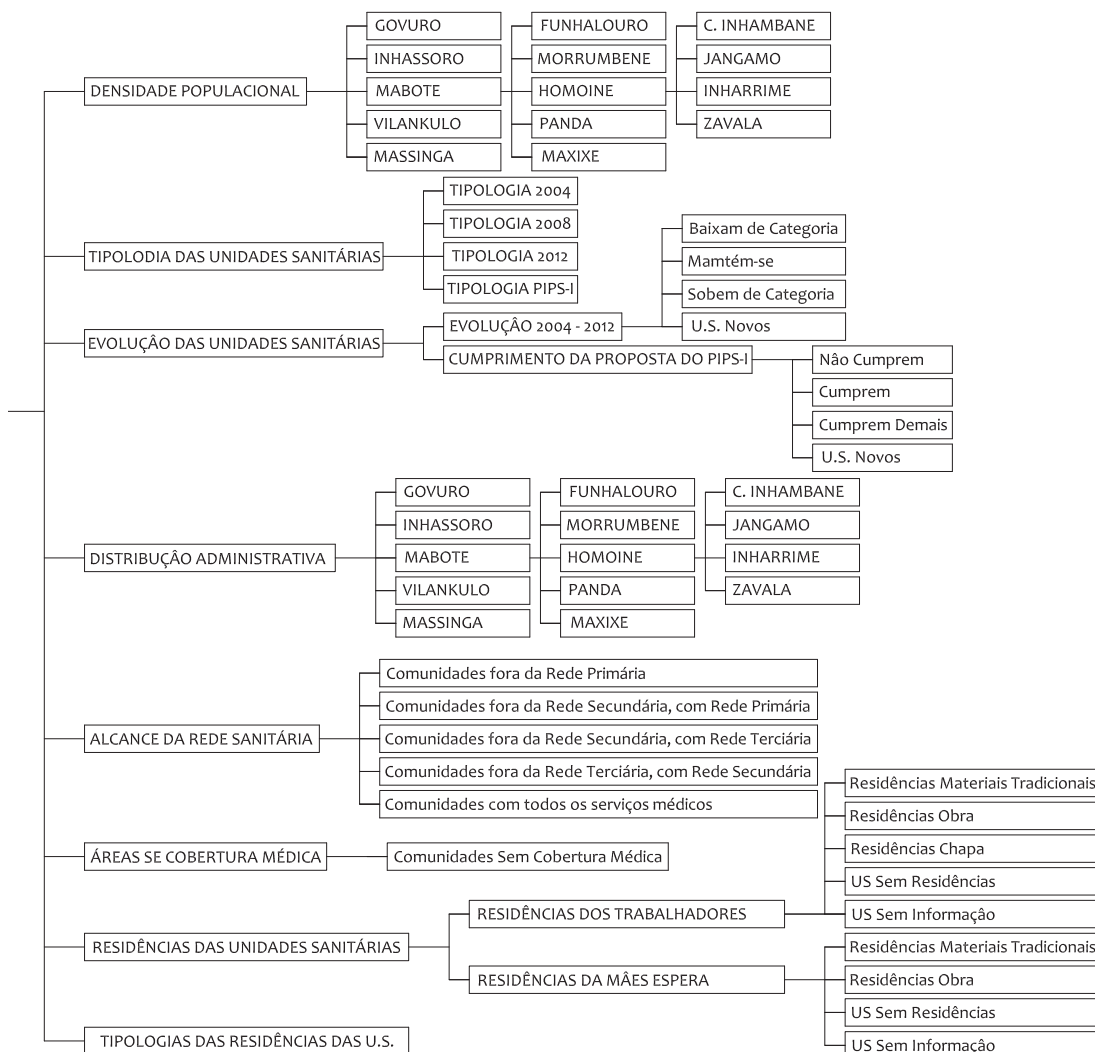 DENSIDADE POPULACIONAL
GOVURO
INHASSORO
MABOTE
VILANKULO
MASSINGA
FUNHALOURO
MORRUMBENE
HOMOINE
PANDA
MAXIXE
C. INHAMBANE
JANGAMO
INHARRIME
ZAVALA
TIPOLODIA DAS UNIDADES SANITÁRIAS
TIPOLOGIA 2004
TIPOLOGIA 2008
TIPOLOGIA 2012
TIPOLOGIA PIPS-I
EVOLUÇÂO DAS UNIDADES SANITÁRIAS
EVOLUÇÂO 2004 - 2012
Baixam de Categoria
Mamtém-se
Sobem de Categoria
U.S. Novos
CUMPRIMENTO DA PROPOSTA DO PIPS-I
Nâo Cumprem
Cumprem
Cumprem Demais
U.S. Novos
DISTRIBUÇÂO ADMINISTRATIVA
GOVURO
INHASSORO
MABOTE
VILANKULO
MASSINGA
FUNHALOURO
MORRUMBENE
HOMOINE
PANDA
MAXIXE
C. INHAMBANE
JANGAMO
INHARRIME
ZAVALA
ALCANCE DA REDE SANITÁRIA
Comunidades fora da Rede Primária
Comunidades fora da Rede Secundária, com Rede Primária
Comunidades fora da Rede Secundária, com Rede Terciária
Comunidades fora da Rede Terciária, com Rede Secundária
Comunidades com todos os serviços médicos
ÁREAS SE COBERTURA MÉDICA
Comunidades Sem Cobertura Médica
RESIDÊNCIAS DAS UNIDADES SANITÁRIAS
RESIDÊNCIAS DOS TRABALHADORES
Residências Materiais Tradicionais
Residências Obra
Residências Chapa
US Sem Residências
US Sem Informaçâo
RESIDÊNCIAS DA MÂES ESPERA
Residências Materiais Tradicionais
Residências Obra
US Sem Residências
US Sem Informaçâo
TIPOLOGIAS DAS RESIDÊNCIAS DAS U.S.